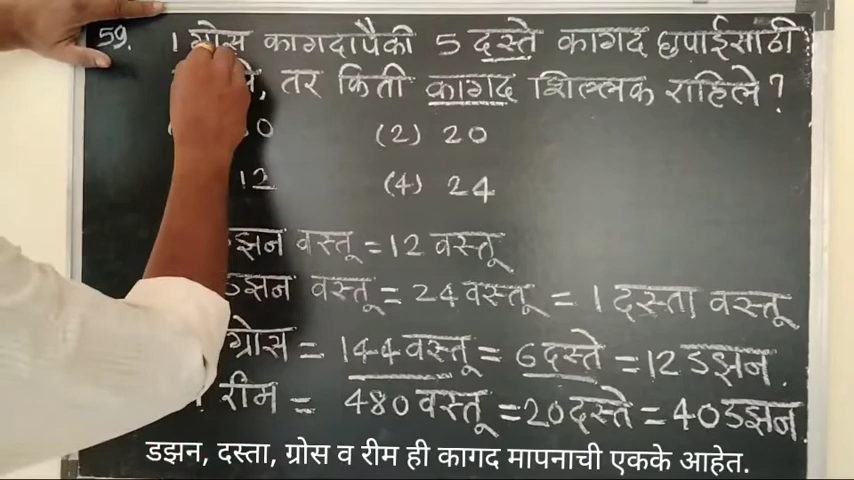 59. 1 ग्रोस कागदापैकी 5 दस्ते कागद छपाईसाठी
, तर किती कागद शिल्लक राहिले ?
0 (2) 20
12 (4) 24
डझन वस्तू = 12 वस्तू
डझन वस्तू = 24 वस्तू = 1 दस्ता वस्तू
ग्रोस = 144 वस्तू = 6 दस्ते = 12 डझन.
1 रीम = 480 वस्तू = 20 दस्ते = 40 डझन.
डझन, दस्ता, ग्रोस व रीम ही कागद मापनाची एकके आहेत.